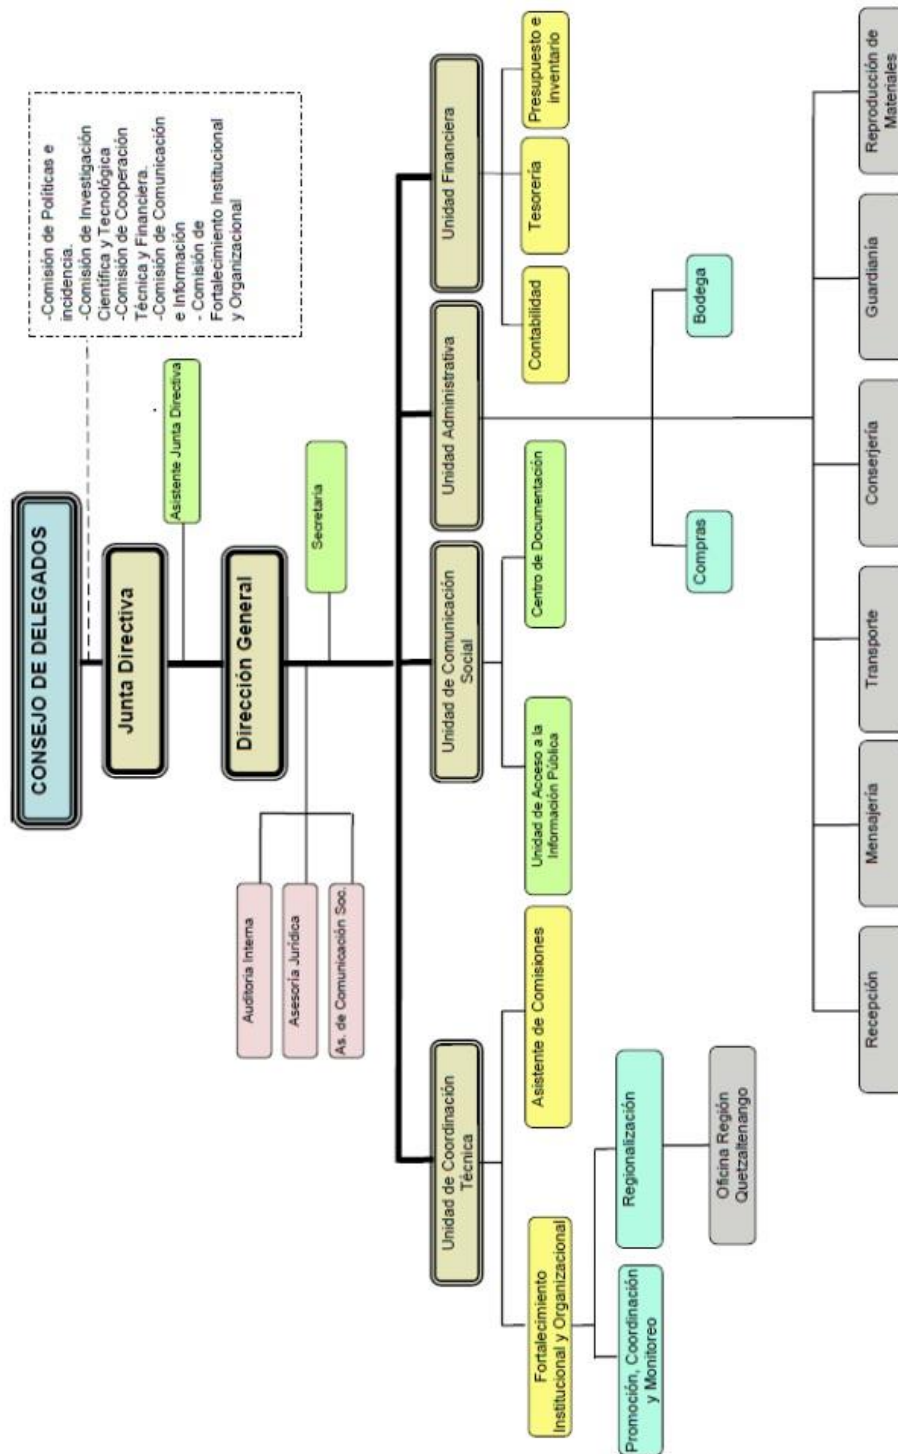 CONSEJO DE DELEGADOS
-Comisión de Políticas e
incidencia.
-Comisión de Investigación
Científica y Tecnológica
-Comisión de Cooperación
Técnica y Financiera.
-Comisión de Comunicación
e Información
- Comisión de
Fortalecimiento Institucional
y Organizacional
Junta Directiva
Asistente Junta Directiva
Dirección General
Auditoria Interna
Asesoría Jurídica
As. de Comunicación Soc.
Secretaria
Unidad de Coordinación
Técnica
Unidad de Comunicación
Social
Unidad Administrativa
Unidad Financiera
Fortalecimiento
Institucional y Organizacional
Asistente de Comisiones
Unidad de Acceso a la
Información Pública
Centro de Documentación
Contabilidad
Tesorería
Presupuesto e
inventario
Promoción, Coordinación
y Monitoreo
Regionalización
Compras
Bodega
Oficina Región
Quetzaltenango
Recepción
Mensajería
Transporte
Conserjería
Guardianía
Reproducción de
Materiales